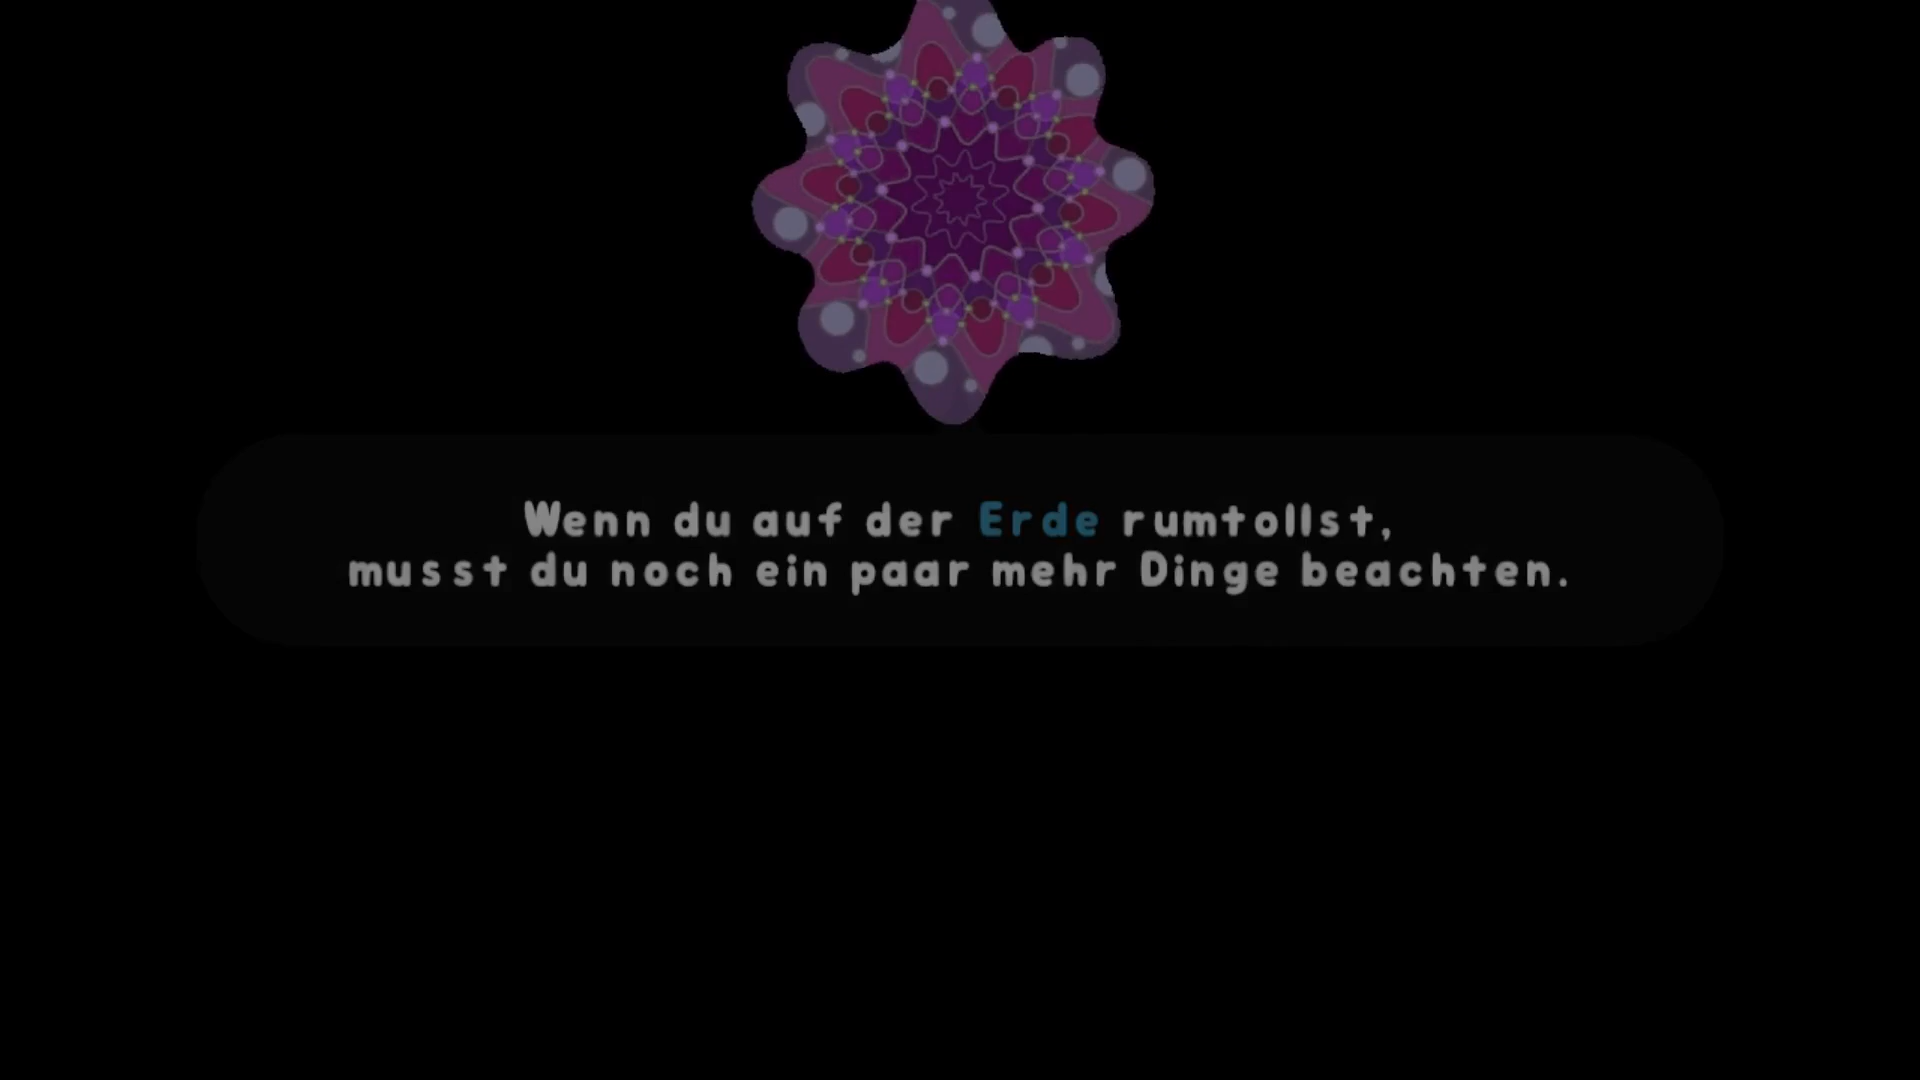 Wenn du auf der Erde rumtollst,
musst du noch ein paar mehr Dinge beachten.